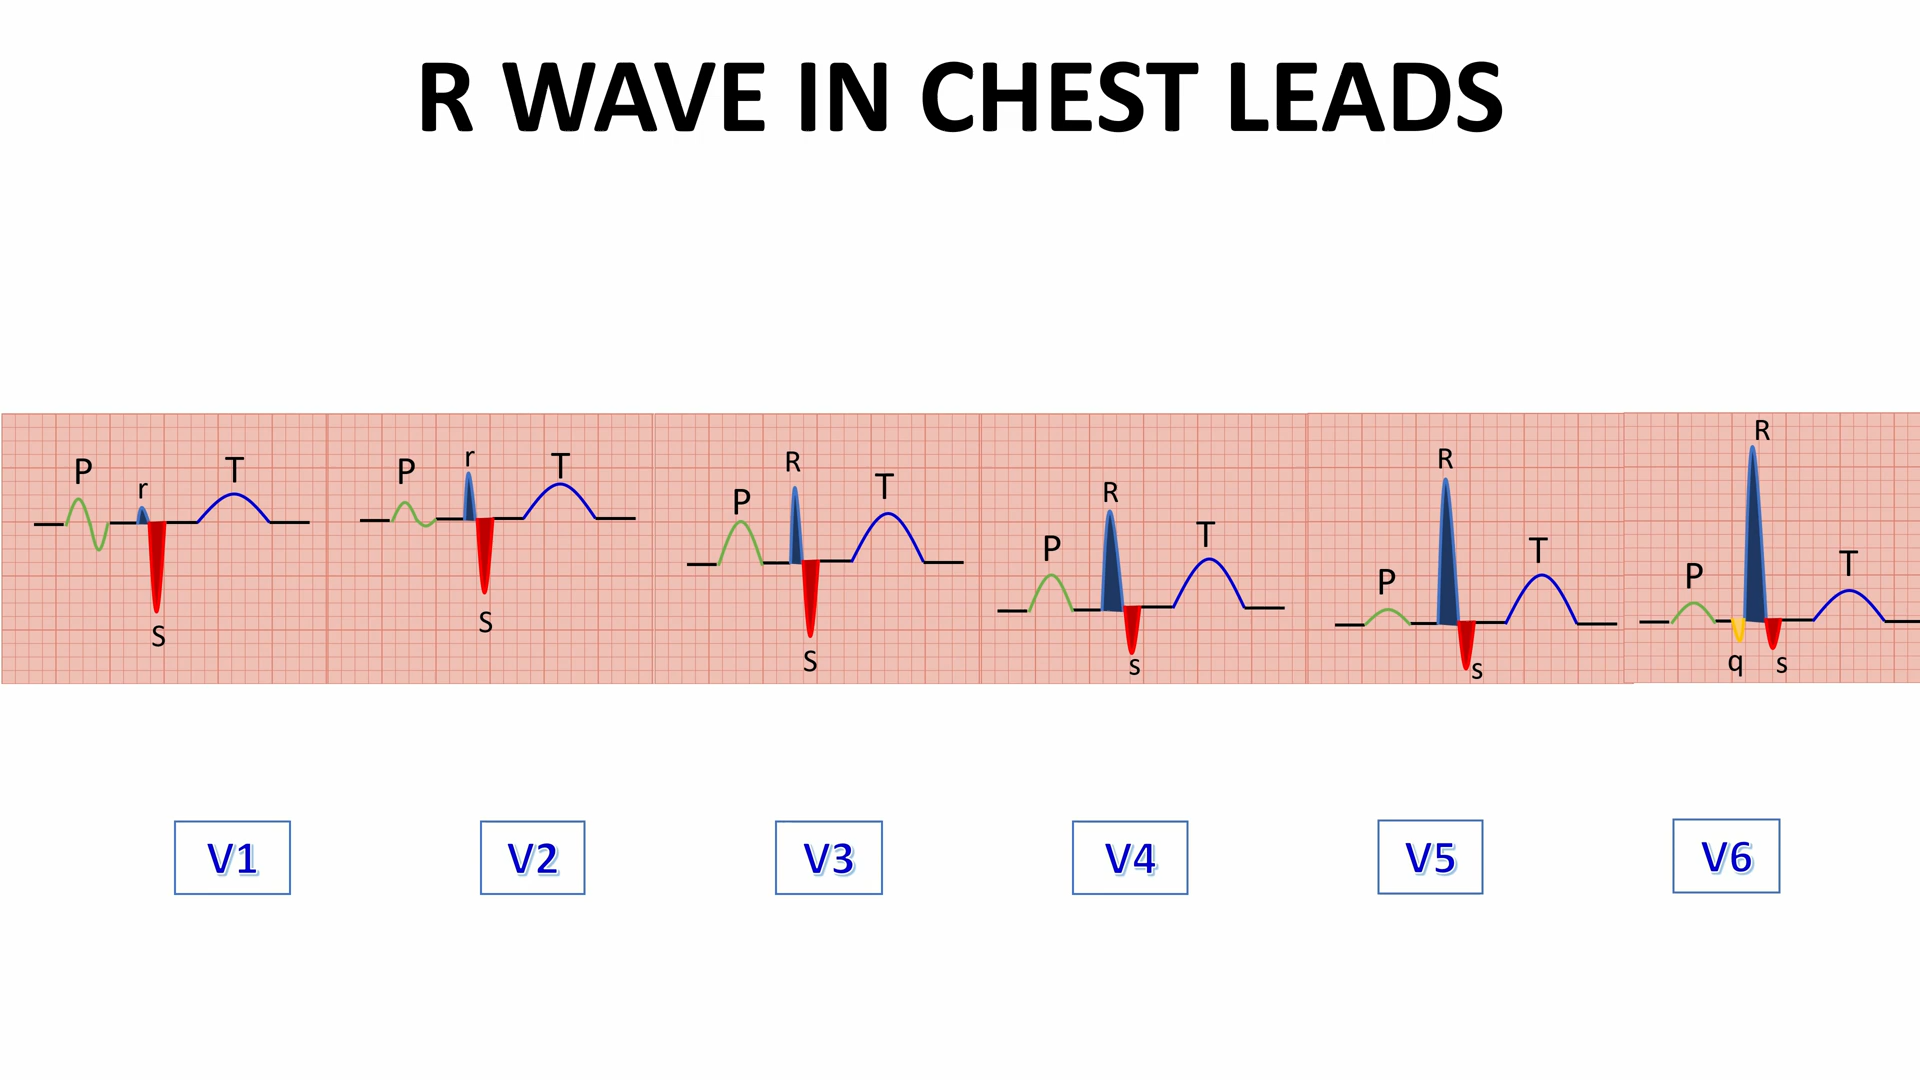 R WAVE IN CHEST LEADS
P r S T
P r S T
P R S T
P R s T
P R s T
P q R s T
V1 V2 V3 V4 V5 V6